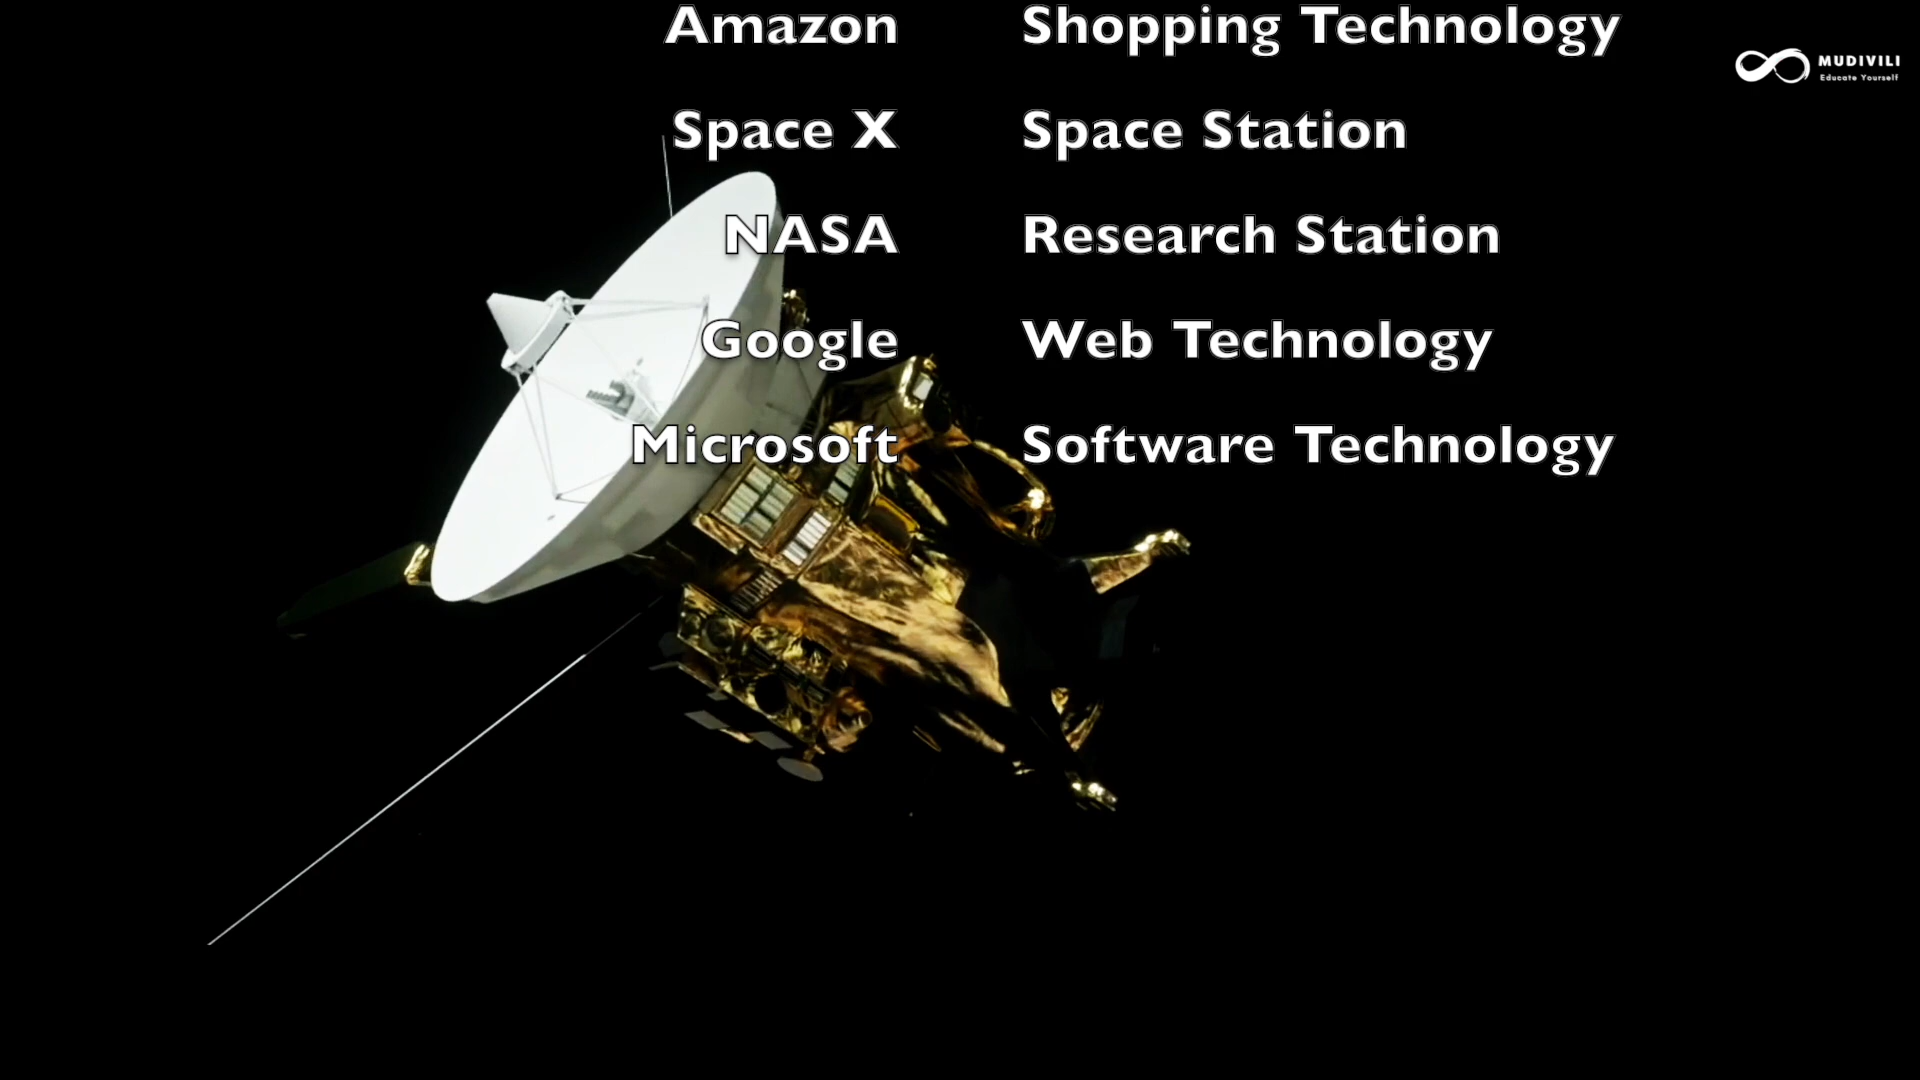 Amazon Shopping Technology
MUDIVILI
Educate Yourself
Space X Space Station
NASA Research Station
Google Web Technology
Microsoft Software Technology